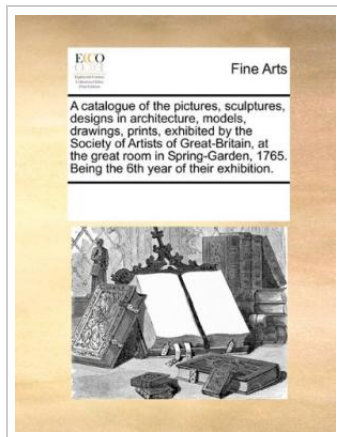 ECCO
Fine Arts
A catalogue of the pictures, sculptures,
designs in architecture, models,
drawings, prints, exhibited by the
Society of Artists of Great-Britain, at
the great room in Spring-Garden, 1765.
Being the 6th year of their exhibition.